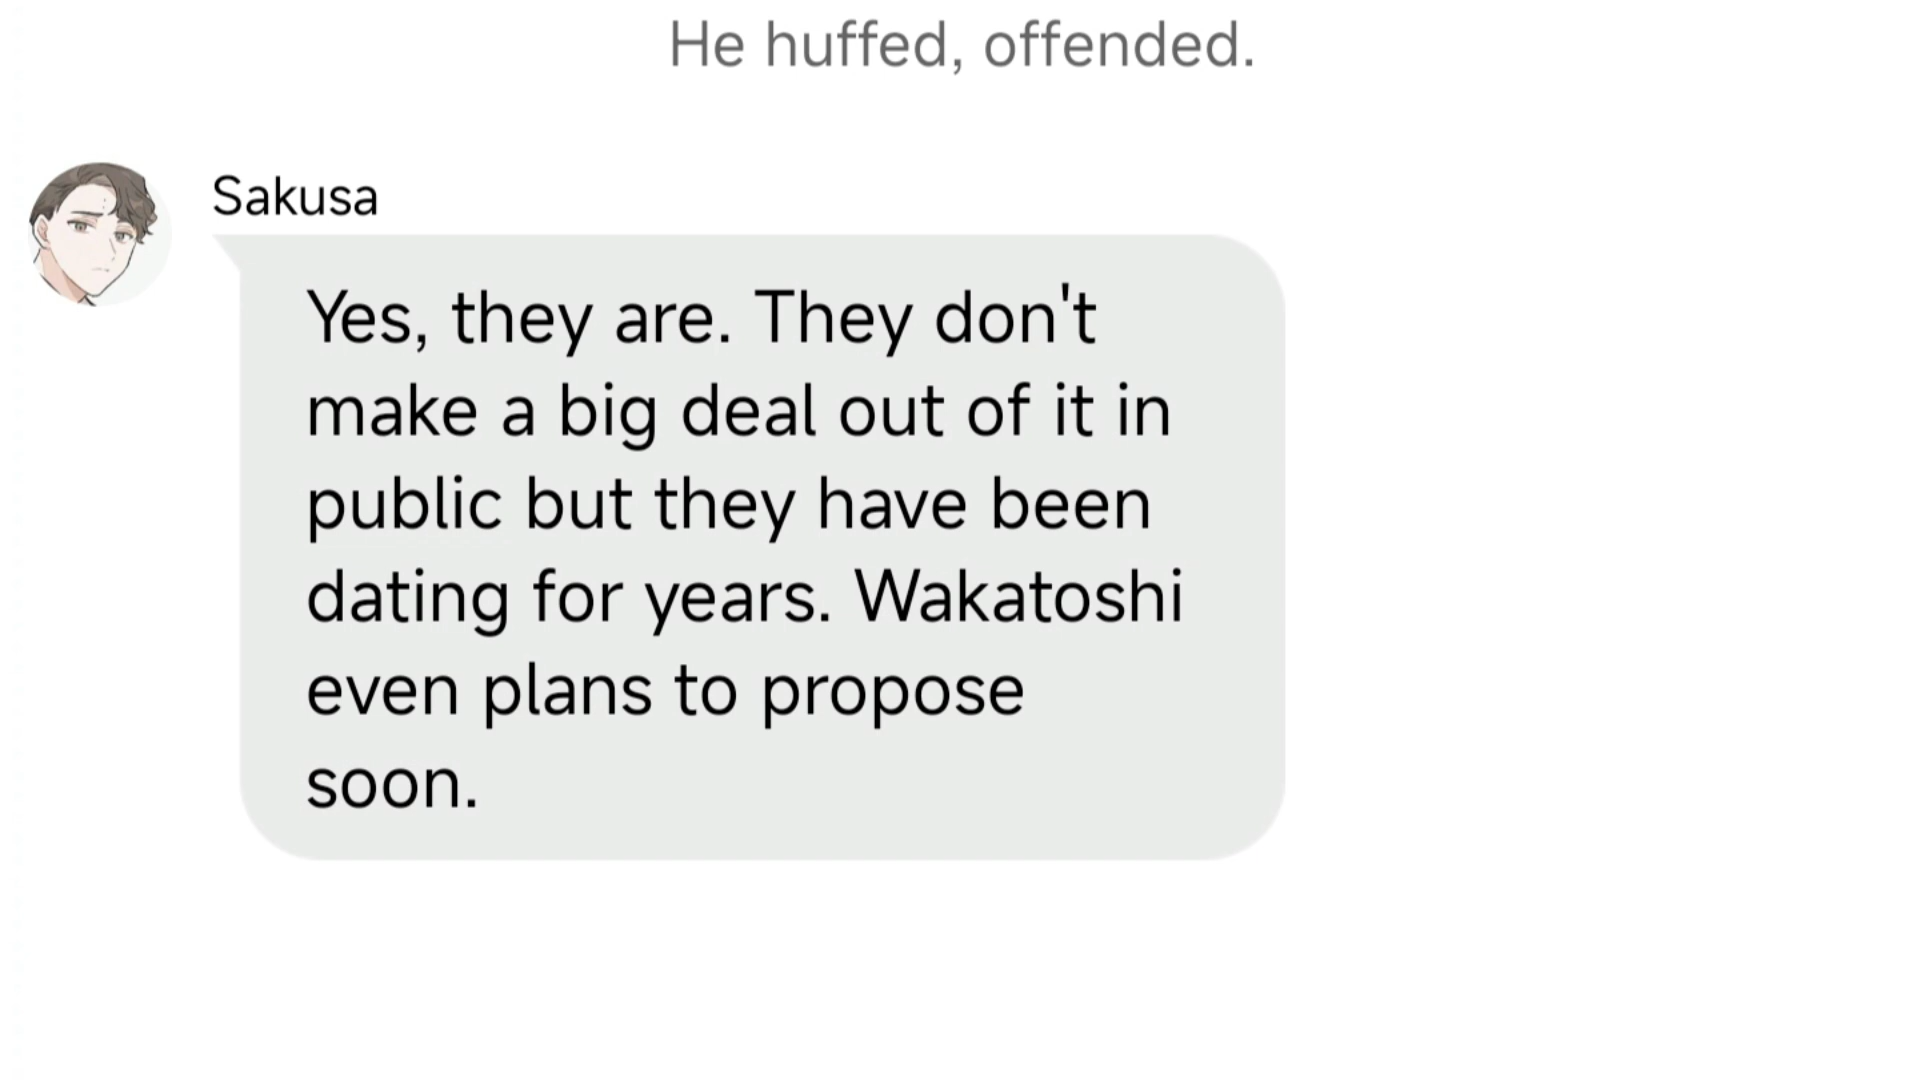 He huffed, offended.
Sakusa
Yes, they are. They don't
make a big deal out of it in
public but they have been
dating for years. Wakatoshi
even plans to propose
soon.